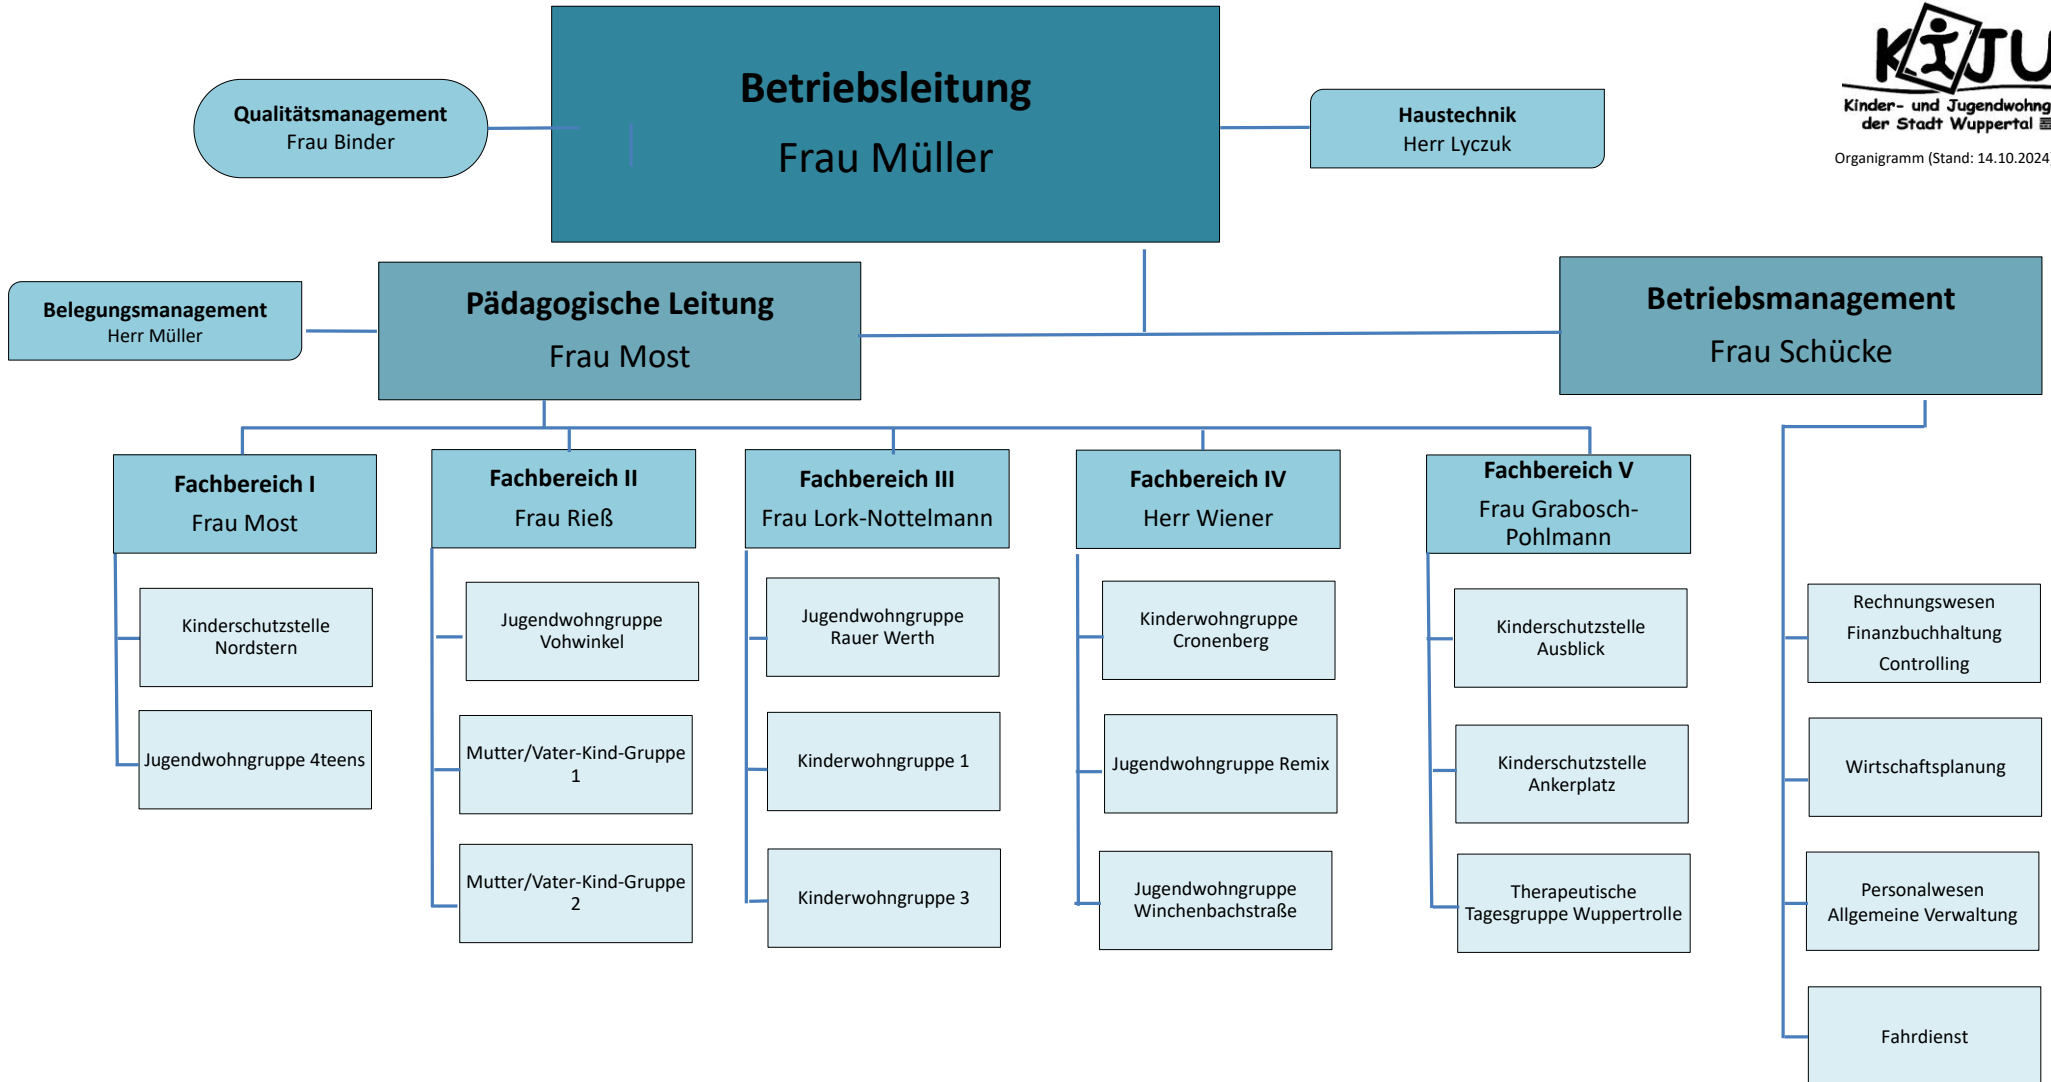 Betriebsleitung
Frau Müller
Qualitätsmanagement
Frau Binder
Haustechnik
Herr Lyczuk
KiJU
Kinder- und Jugendwohng
der Stadt Wuppertal
Organigramm (Stand: 14.10.2024)
Belegungsmanagement
Herr Müller
Pädagogische Leitung
Frau Most
Betriebsmanagement
Frau Schücke
Fachbereich I
Frau Most
Kinderschutzstelle
Nordstern
Jugendwohngruppe 4teens
Fachbereich II
Frau Rieß
Jugendwohngruppe
Vohwinkel
Mutter/Vater-Kind-Gruppe
1
Mutter/Vater-Kind-Gruppe
2
Fachbereich III
Frau Lork-Nottelmann
Jugendwohngruppe
Rauer Werth
Kinderwohngruppe 1
Kinderwohngruppe 3
Fachbereich IV
Herr Wiener
Kinderwohngruppe
Cronenberg
Jugendwohngruppe Remix
Jugendwohngruppe
Winchenbachstraße
Fachbereich V
Frau Grabosch-
Pohlmann
Kinderschutzstelle
Ausblick
Kinderschutzstelle
Ankerplatz
Therapeutische
Tagesgruppe Wuppertrolle
Rechnungswesen
Finanzbuchhaltung
Controlling
Wirtschaftsplanung
Personalwesen
Allgemeine Verwaltung
Fahrdienst